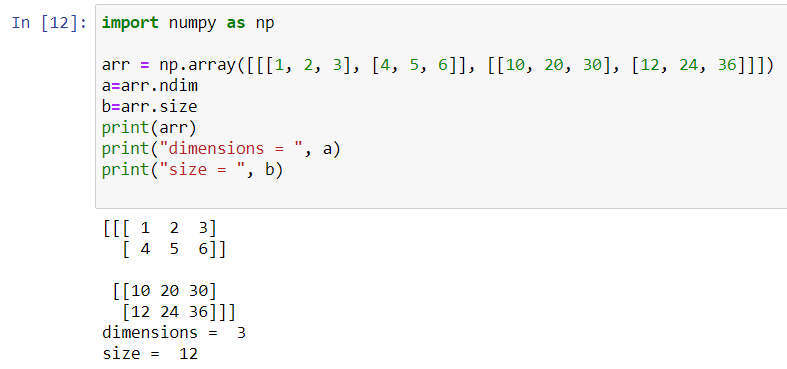 In [12]: import numpy as np
arr = np.array([[[1, 2, 3], [4, 5, 6]], [[10, 20, 30], [12, 24, 36]]])
a=arr.ndim
b=arr.size
print(arr)
print("dimensions = ", a)
print("size = ", b)
[[[ 1  2  3]
  [ 4  5  6]]
 [[10 20 30]
  [12 24 36]]]
dimensions =  3
size =  12